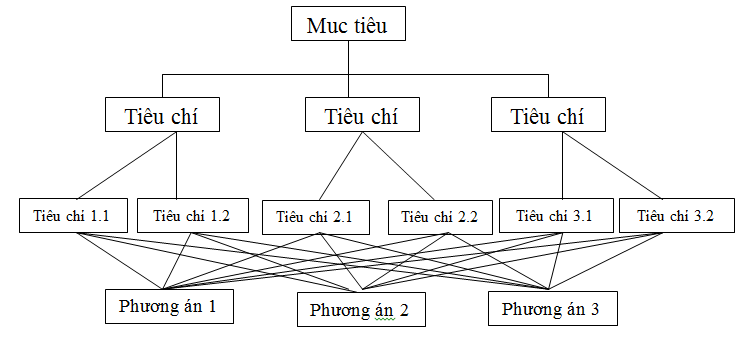 Muc tiêu
Tiêu chí
Tiêu chí
Tiêu chí
Tiêu chí 1.1
Tiêu chí 1.2
Tiêu chí 2.1
Tiêu chí 2.2
Tiêu chí 3.1
Tiêu chí 3.2
Phương án 1
Phương án 2
Phương án 3